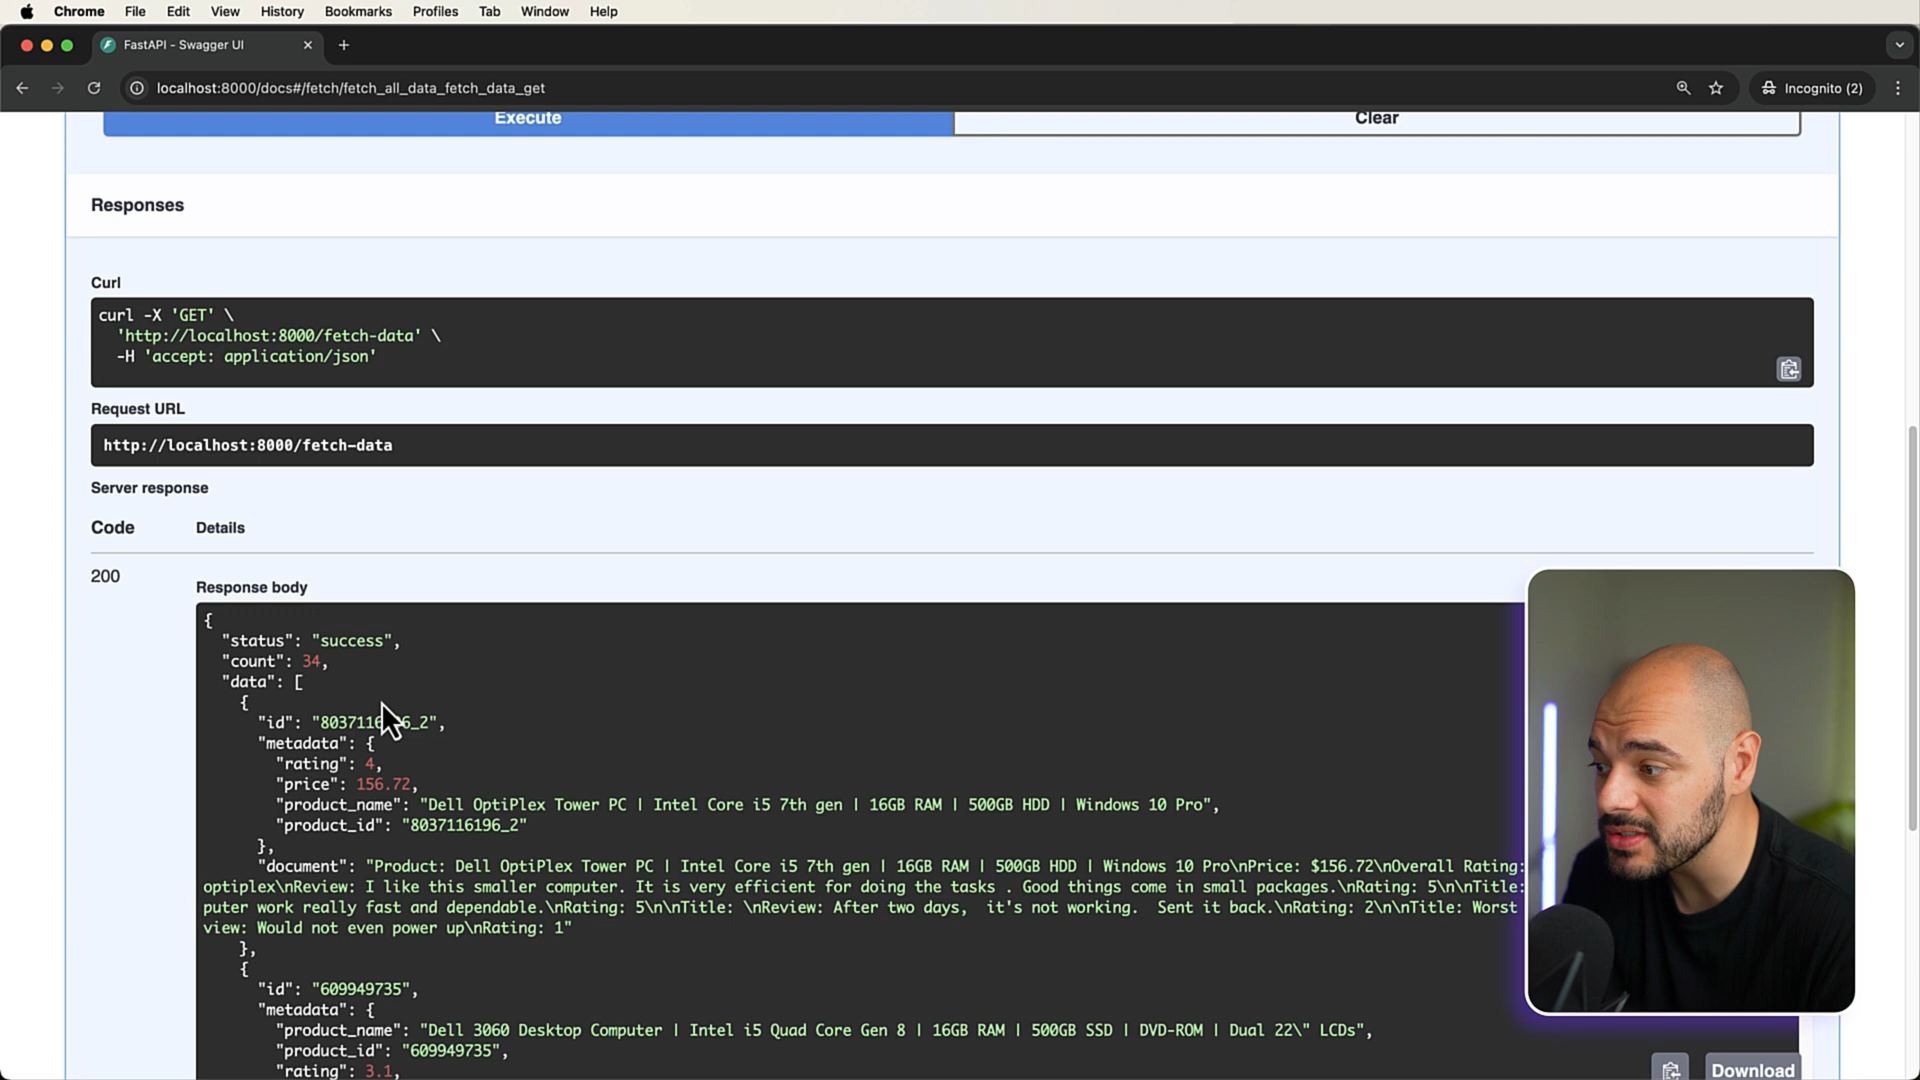 Chrome File Edit View History Bookmarks Profiles Tab Window Help
FastAPI - Swagger UI
localhost:8000/docs#/fetch/fetch_all_data_fetch_data_get
Incognito (2)
Execute
Clear
Responses
Curl
curl -X 'GET' \
'http://localhost:8000/fetch-data' \
-H 'accept: application/json'
Request URL
http://localhost:8000/fetch-data
Server response
Code Details
200
Response body
{
"status": "success",
"count": 34,
"data": [
{
"id": "8037116196_2",
"metadata": {
"rating": 4,
"price": 156.72,
"product_name": "Dell OptiPlex Tower PC | Intel Core i5 7th gen | 16GB RAM | 500GB HDD | Windows 10 Pro",
"product_id": "8037116196_2"
},
"document": "Product: Dell OptiPlex Tower PC | Intel Core i5 7th gen | 16GB RAM | 500GB HDD | Windows 10 Pro\nPrice: $156.72\nOverall Rating:
optiplex\nReview: I like this smaller computer. It is very efficient for doing the tasks . Good things come in small packages.\nRating: 5\n\nTitle:
puter work really fast and dependable.\nRating: 5\n\nTitle: \nReview: After two days,  it's not working.  Sent it back.\nRating: 2\n\nTitle: Worst
view: Would not even power up\nRating: 1"
},
{
"id": "609949735",
"metadata": {
"product_name": "Dell 3060 Desktop Computer | Intel i5 Quad Core Gen 8 | 16GB RAM | 500GB SSD | DVD-ROM | Dual 22\" LCDs",
"product_id": "609949735",
"rating": 3.1,
Download